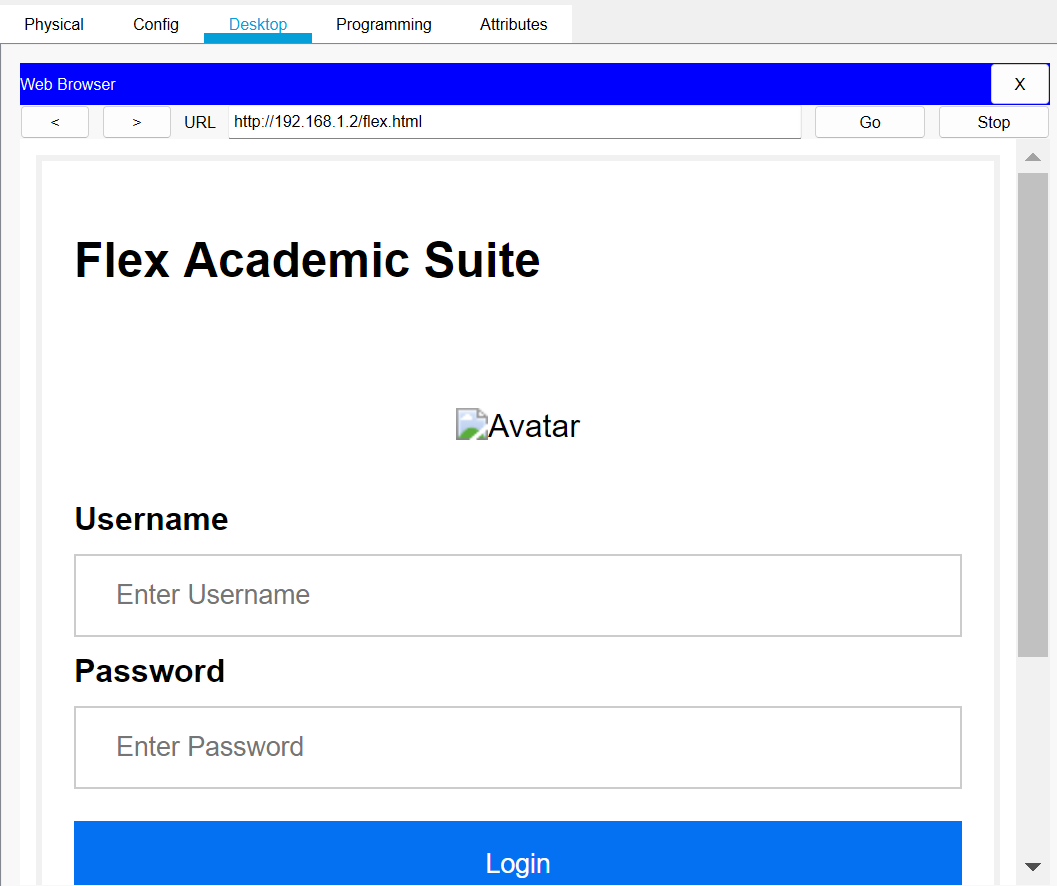 Physical Config Desktop Programming Attributes
Web Browser X
< > URL http://192.168.1.2/flex.html Go Stop
Flex Academic Suite
Avatar
Username
Enter Username
Password
Enter Password
Login